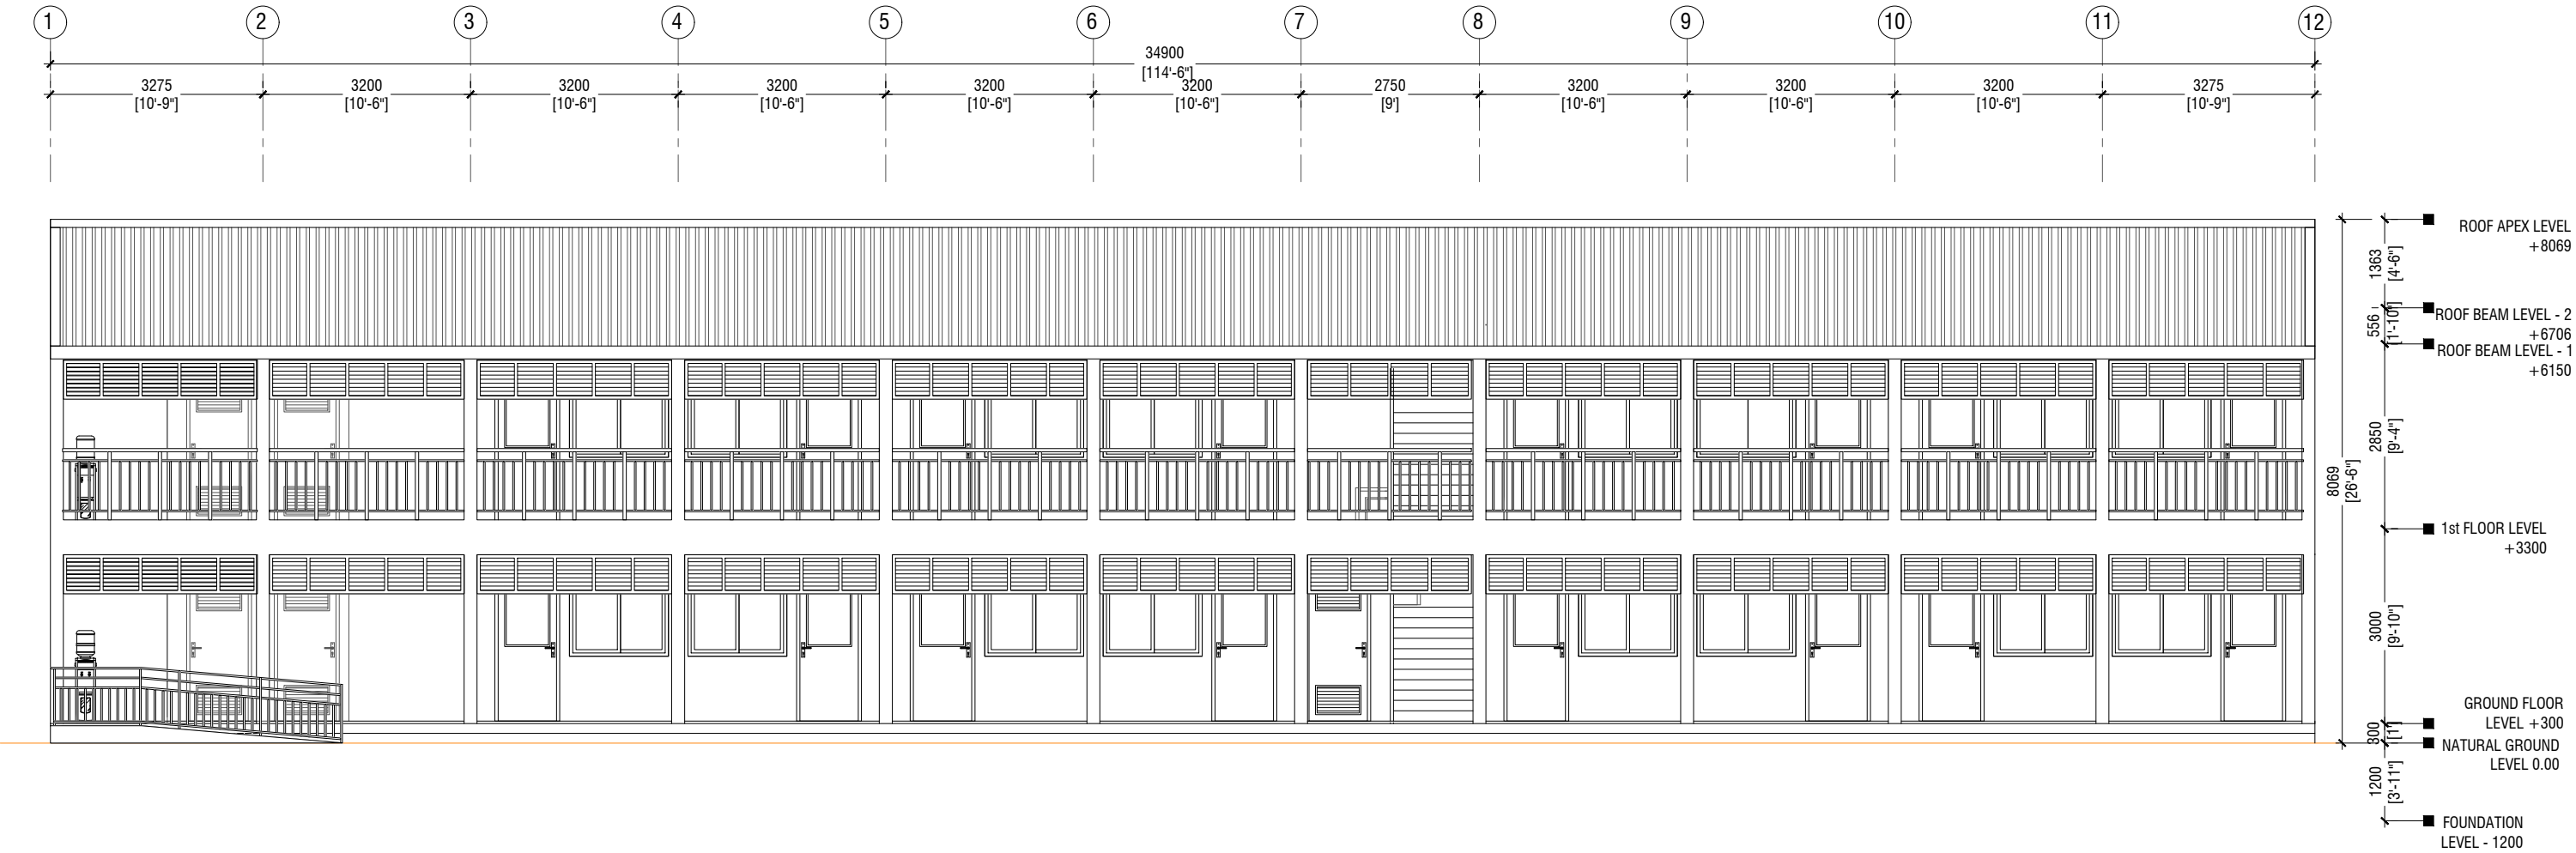 1 2 3 4 5 6 7 8 9 10 11 12
34900
[114'-6"]
3275 3200 3200 3200 3200 3200 2750 3200 3200 3200 3275
[10'-9"] [10'-6"] [10'-6"] [10'-6"] [10'-6"] [10'-6"] [9'] [10'-6"] [10'-6"] [10'-6"] [10'-9"]
ROOF APEX LEVEL
+8069
1363
[4'-6"]
ROOF BEAM LEVEL - 2
+6706
556
[1'-10"]
ROOF BEAM LEVEL - 1
+6150
2850
[9'-4"]
8069
[26'-6"]
1st FLOOR LEVEL
+3300
3000
[9'-10"]
GROUND FLOOR
LEVEL +300
300
[1']
NATURAL GROUND
LEVEL 0.00
1200
[3'-11"]
FOUNDATION
LEVEL - 1200